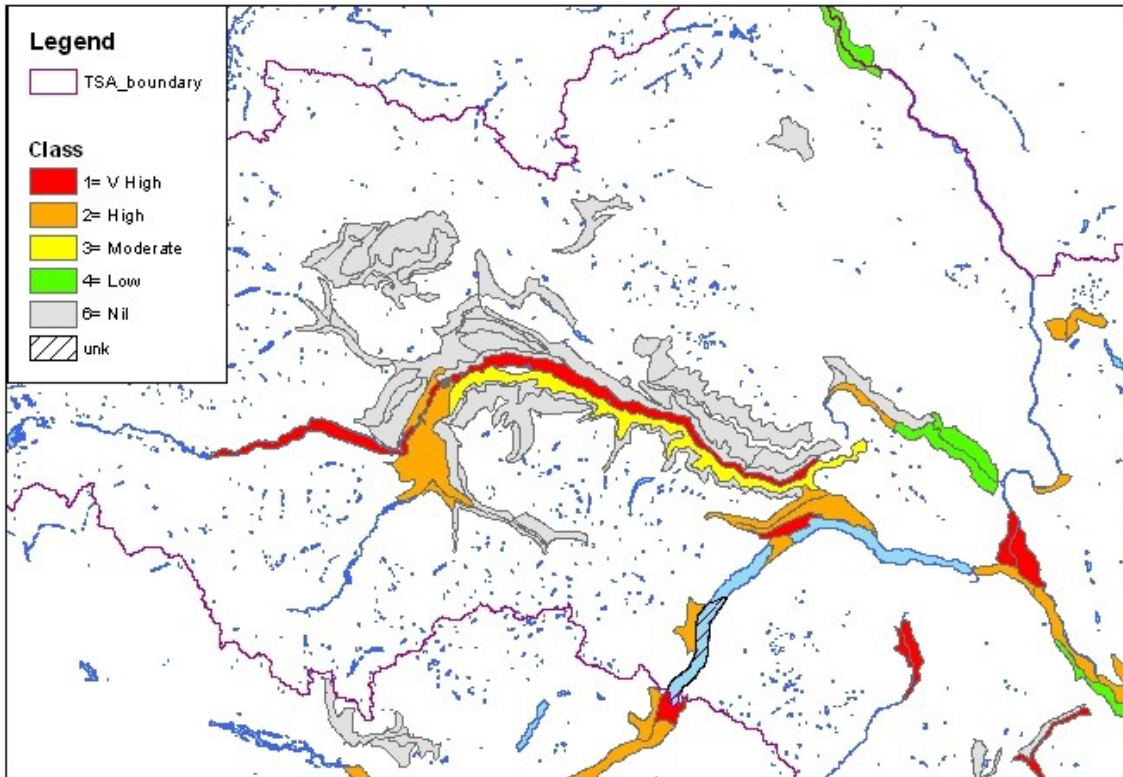 Legend
TSA_boundary
Class
1= V High
2= High
3= Moderate
4= Low
6= Nil
unk